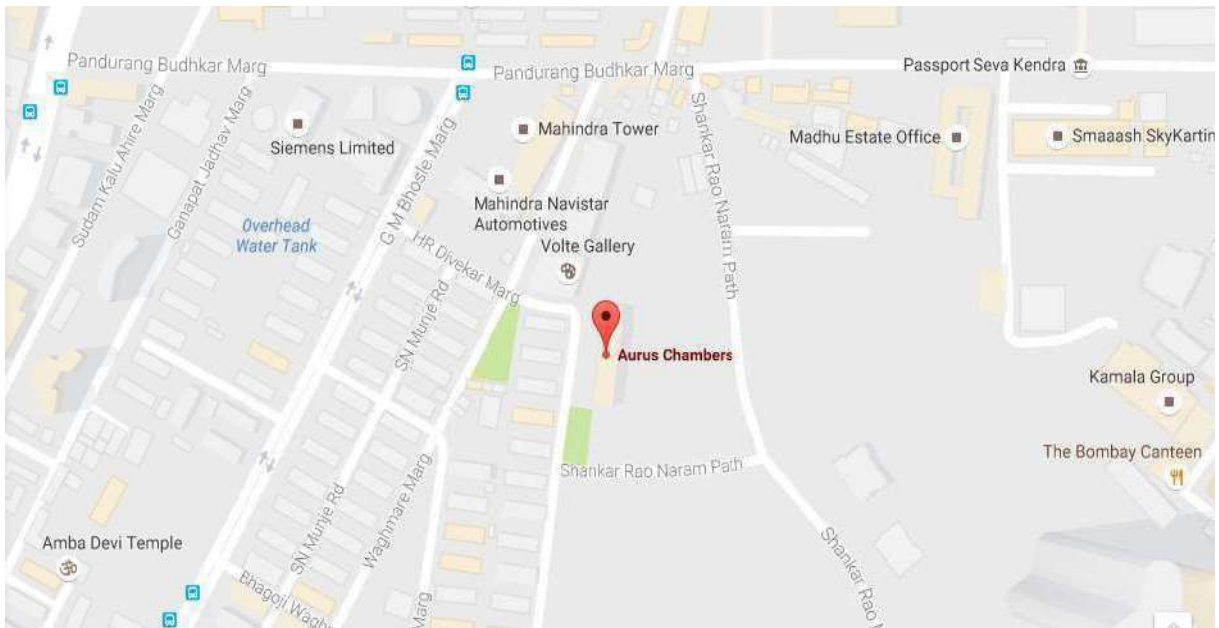 Pandurang Budhkar Marg
Pandurang Budhkar Marg
Passport Seva Kendra
Sudam Kalu Ahire Marg
Ganapat Jadhav Marg
Siemens Limited
G M Bhosle Marg
Mahindra Tower
Shankar Rao Naram Path
Madhu Estate Office
Smaaash SkyKartin
Mahindra Navistar
Automotives
Overhead
Water Tank
HR Divekar Marg
Volte Gallery
SN Munje Rd
Aurus Chambers
Kamala Group
The Bombay Canteen
Shankar Rao Naram Path
Waghmare Marg
SN Munje Rd
Amba Devi Temple
Bhagoji Wagh
Marg
Shankar Rao